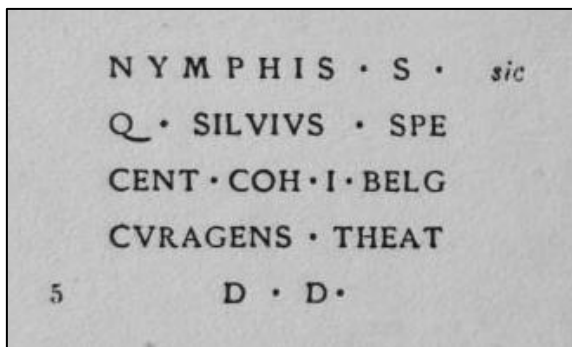 NYMPHIS · S · sic
Q · SILVIVS · SPE
CENT · COH · I · BELG
CVRAGENS · THEAT
5 D · D ·